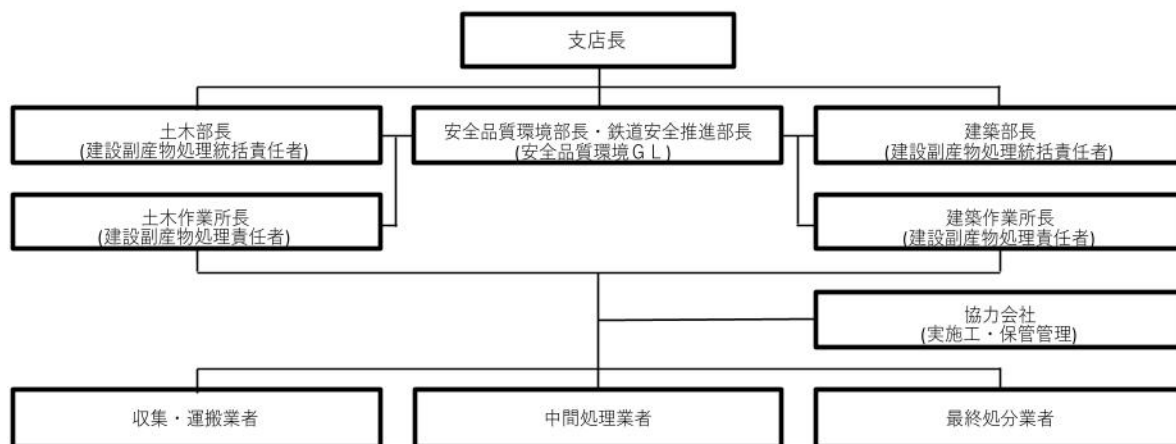 支店長
土木部長
(建設副産物処理統括責任者)
安全品質環境部長・鉄道安全推進部長
(安全品質環境ＧＬ)
建築部長
(建設副産物処理統括責任者)
土木作業所長
(建設副産物処理責任者)
建築作業所長
(建設副産物処理責任者)
協力会社
(実施工・保管管理)
収集・運搬業者
中間処理業者
最終処分業者